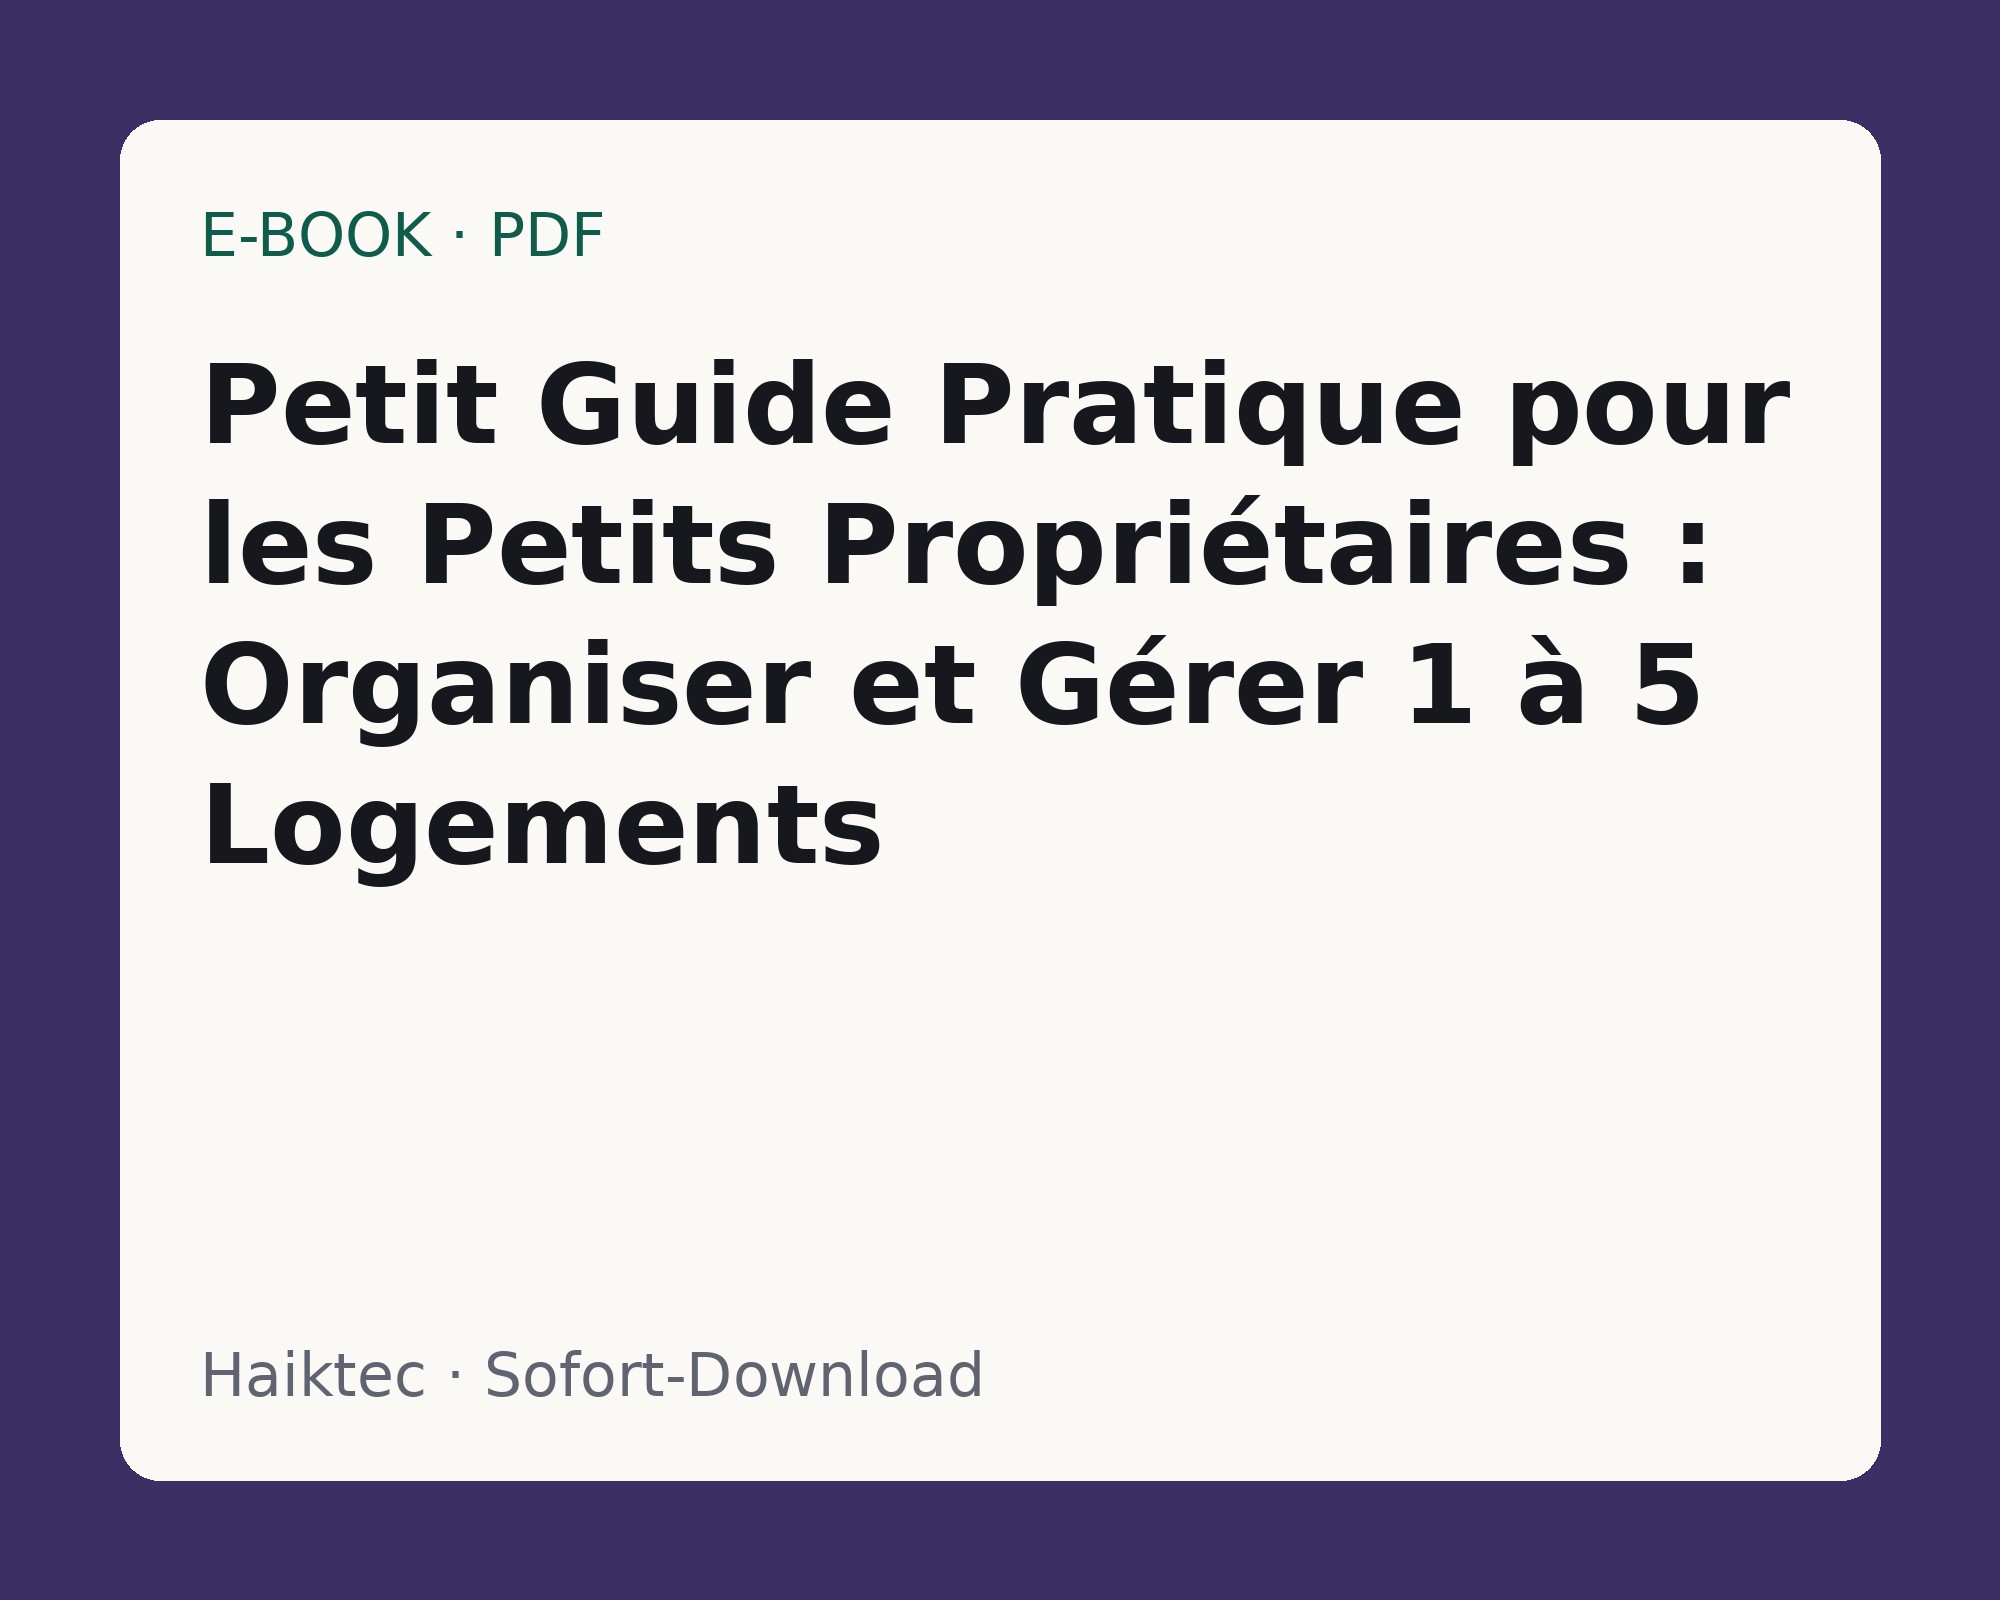 E-BOOK · PDF
Petit Guide Pratique pour
les Petits Propriétaires :
Organiser et Gérer 1 à 5
Logements
Haiktec · Sofort-Download